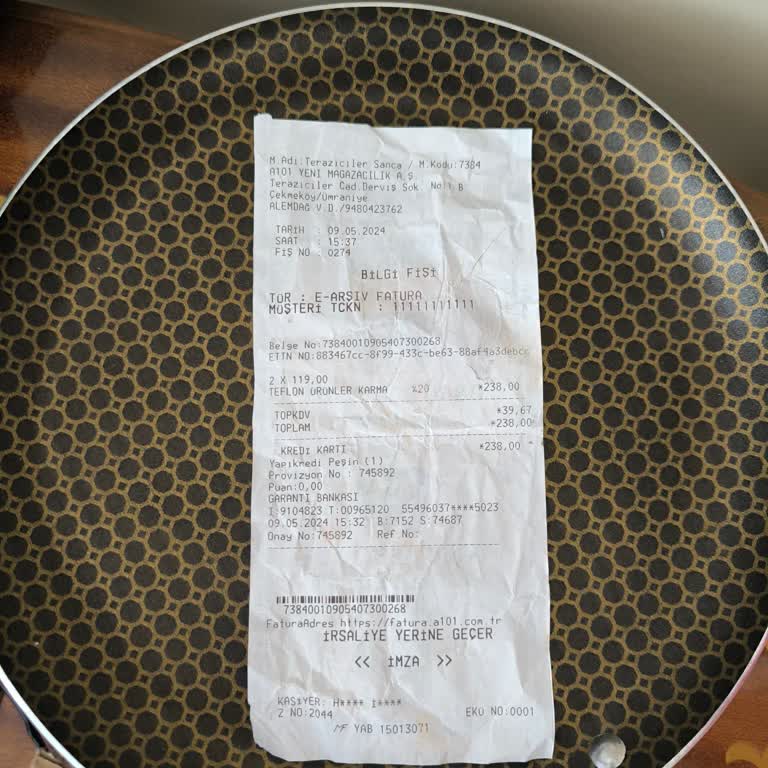 M.Adi:Teraziciler Sanca / M.Kodu:7384
A101 YENİ MAĞAZACILIK A.Ş.
Teraziciler Cad.Derviş Sok. No:1 B
Çekmeköy/Ümraniye
ALEMDAĞ V.D./9480423762
TARİH : 09.05.2024
SAAT : 15:37
FİŞ NO : 0274
BİLGİ FİŞİ
TÜR : E-ARŞİV FATURA
MÜŞTERİ TCKN : 11111111111
Belge No:73840010905407300268
ETTN NO:883467cc-8f99-433c-be63-88af4a3debcc
2 X 119,00
TEFLON ÜRÜNLER KARMA %20 *238,00
TOPKDV *39,67
TOPLAM *238,00
KREDİ KARTI *238,00
Yapıkredi Peşin (1)
Provizyon No : 745892
Puan:0,00
GARANTİ BANKASI
I:9104823 T:00965120 55496037****5023
09.05.2024 15:32 B:7152 S:74687
Onay No:745892 Ref No:
73840010905407300268
FaturaAdres https://fatura.a101.com.tr
İRSALİYE YERİNE GEÇER
<< İMZA >>
KASİYER: H**** İ****
Z NO:2044 EKÜ NO:0001
MF YAB 15013071